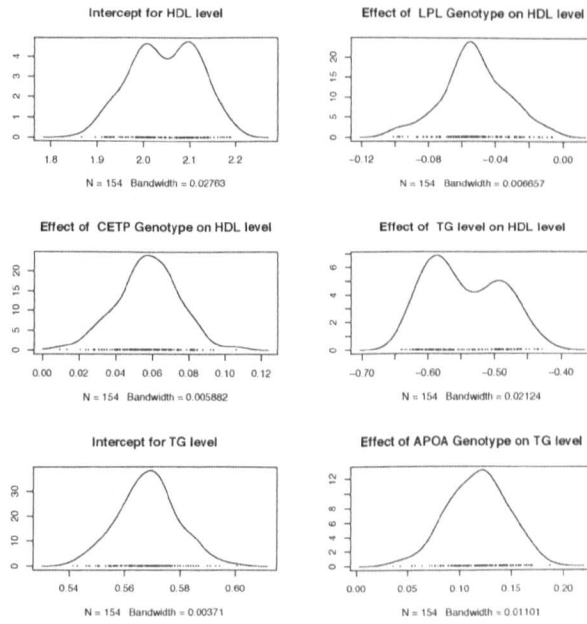 Intercept for HDL level
0 1 2 3 4
1.8 1.9 2.0 2.1 2.2
N = 154 Bandwidth = 0.02763
Effect of LPL Genotype on HDL level
0 5 10 15 20
−0.12 −0.08 −0.04 0.00
N = 154 Bandwidth = 0.006657
Effect of CETP Genotype on HDL level
0 5 10 15 20
0.00 0.02 0.04 0.06 0.08 0.10 0.12
N = 154 Bandwidth = 0.005882
Effect of TG level on HDL level
0 1 2 4 6
−0.70 −0.60 −0.50 −0.40
N = 154 Bandwidth = 0.02124
Intercept for TG level
0 10 20 30
0.54 0.56 0.58 0.60
N = 154 Bandwidth = 0.00371
Effect of APOA Genotype on TG level
0 2 4 8 12
0.00 0.05 0.10 0.15 0.20
N = 154 Bandwidth = 0.01101